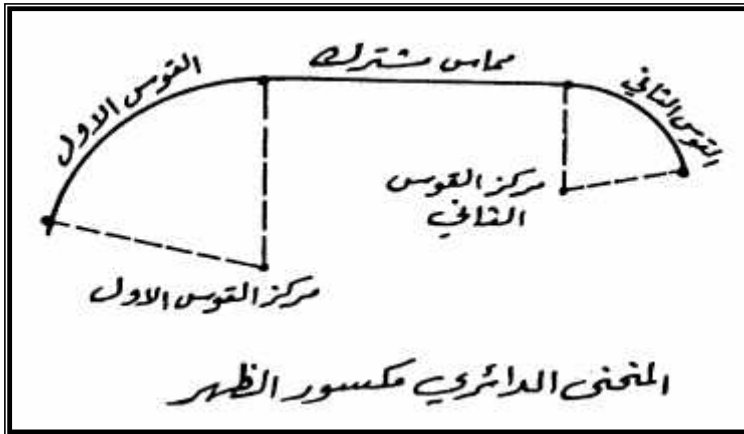 القوس الاول
مماس مشترك
القوس الثاني
مركز القوس
الثاني
مركز القوس الاول
المنحنى الدائري مكسور الظهر